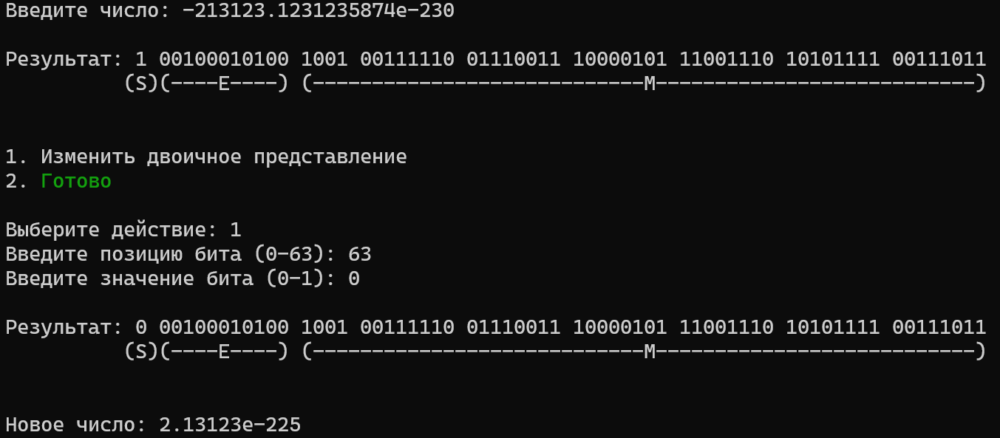 Введите число: -213123.1231235874e-230
Результат: 1 00100010100 1001 00111110 01110011 10000101 11001110 10101111 00111011
(S)(----E----) (----------------------------M---------------------------)
1. Изменить двоичное представление
2. Готово
Выберите действие: 1
Введите позицию бита (0-63): 63
Введите значение бита (0-1): 0
Результат: 0 00100010100 1001 00111110 01110011 10000101 11001110 10101111 00111011
(S)(----E----) (----------------------------M---------------------------)
Новое число: 2.13123e-225